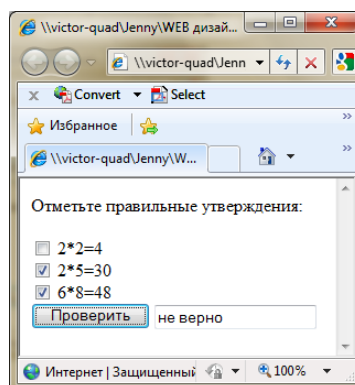 \\victor-quad\Jenny\WEB дизай...
\\victor-quad\Jenn
x Convert Select
Избранное
\\victor-quad\Jenny\W...
Отметьте правильные утверждения:
2*2=4
2*5=30
6*8=48
Проверить не верно
Интернет | Защищенный 100%